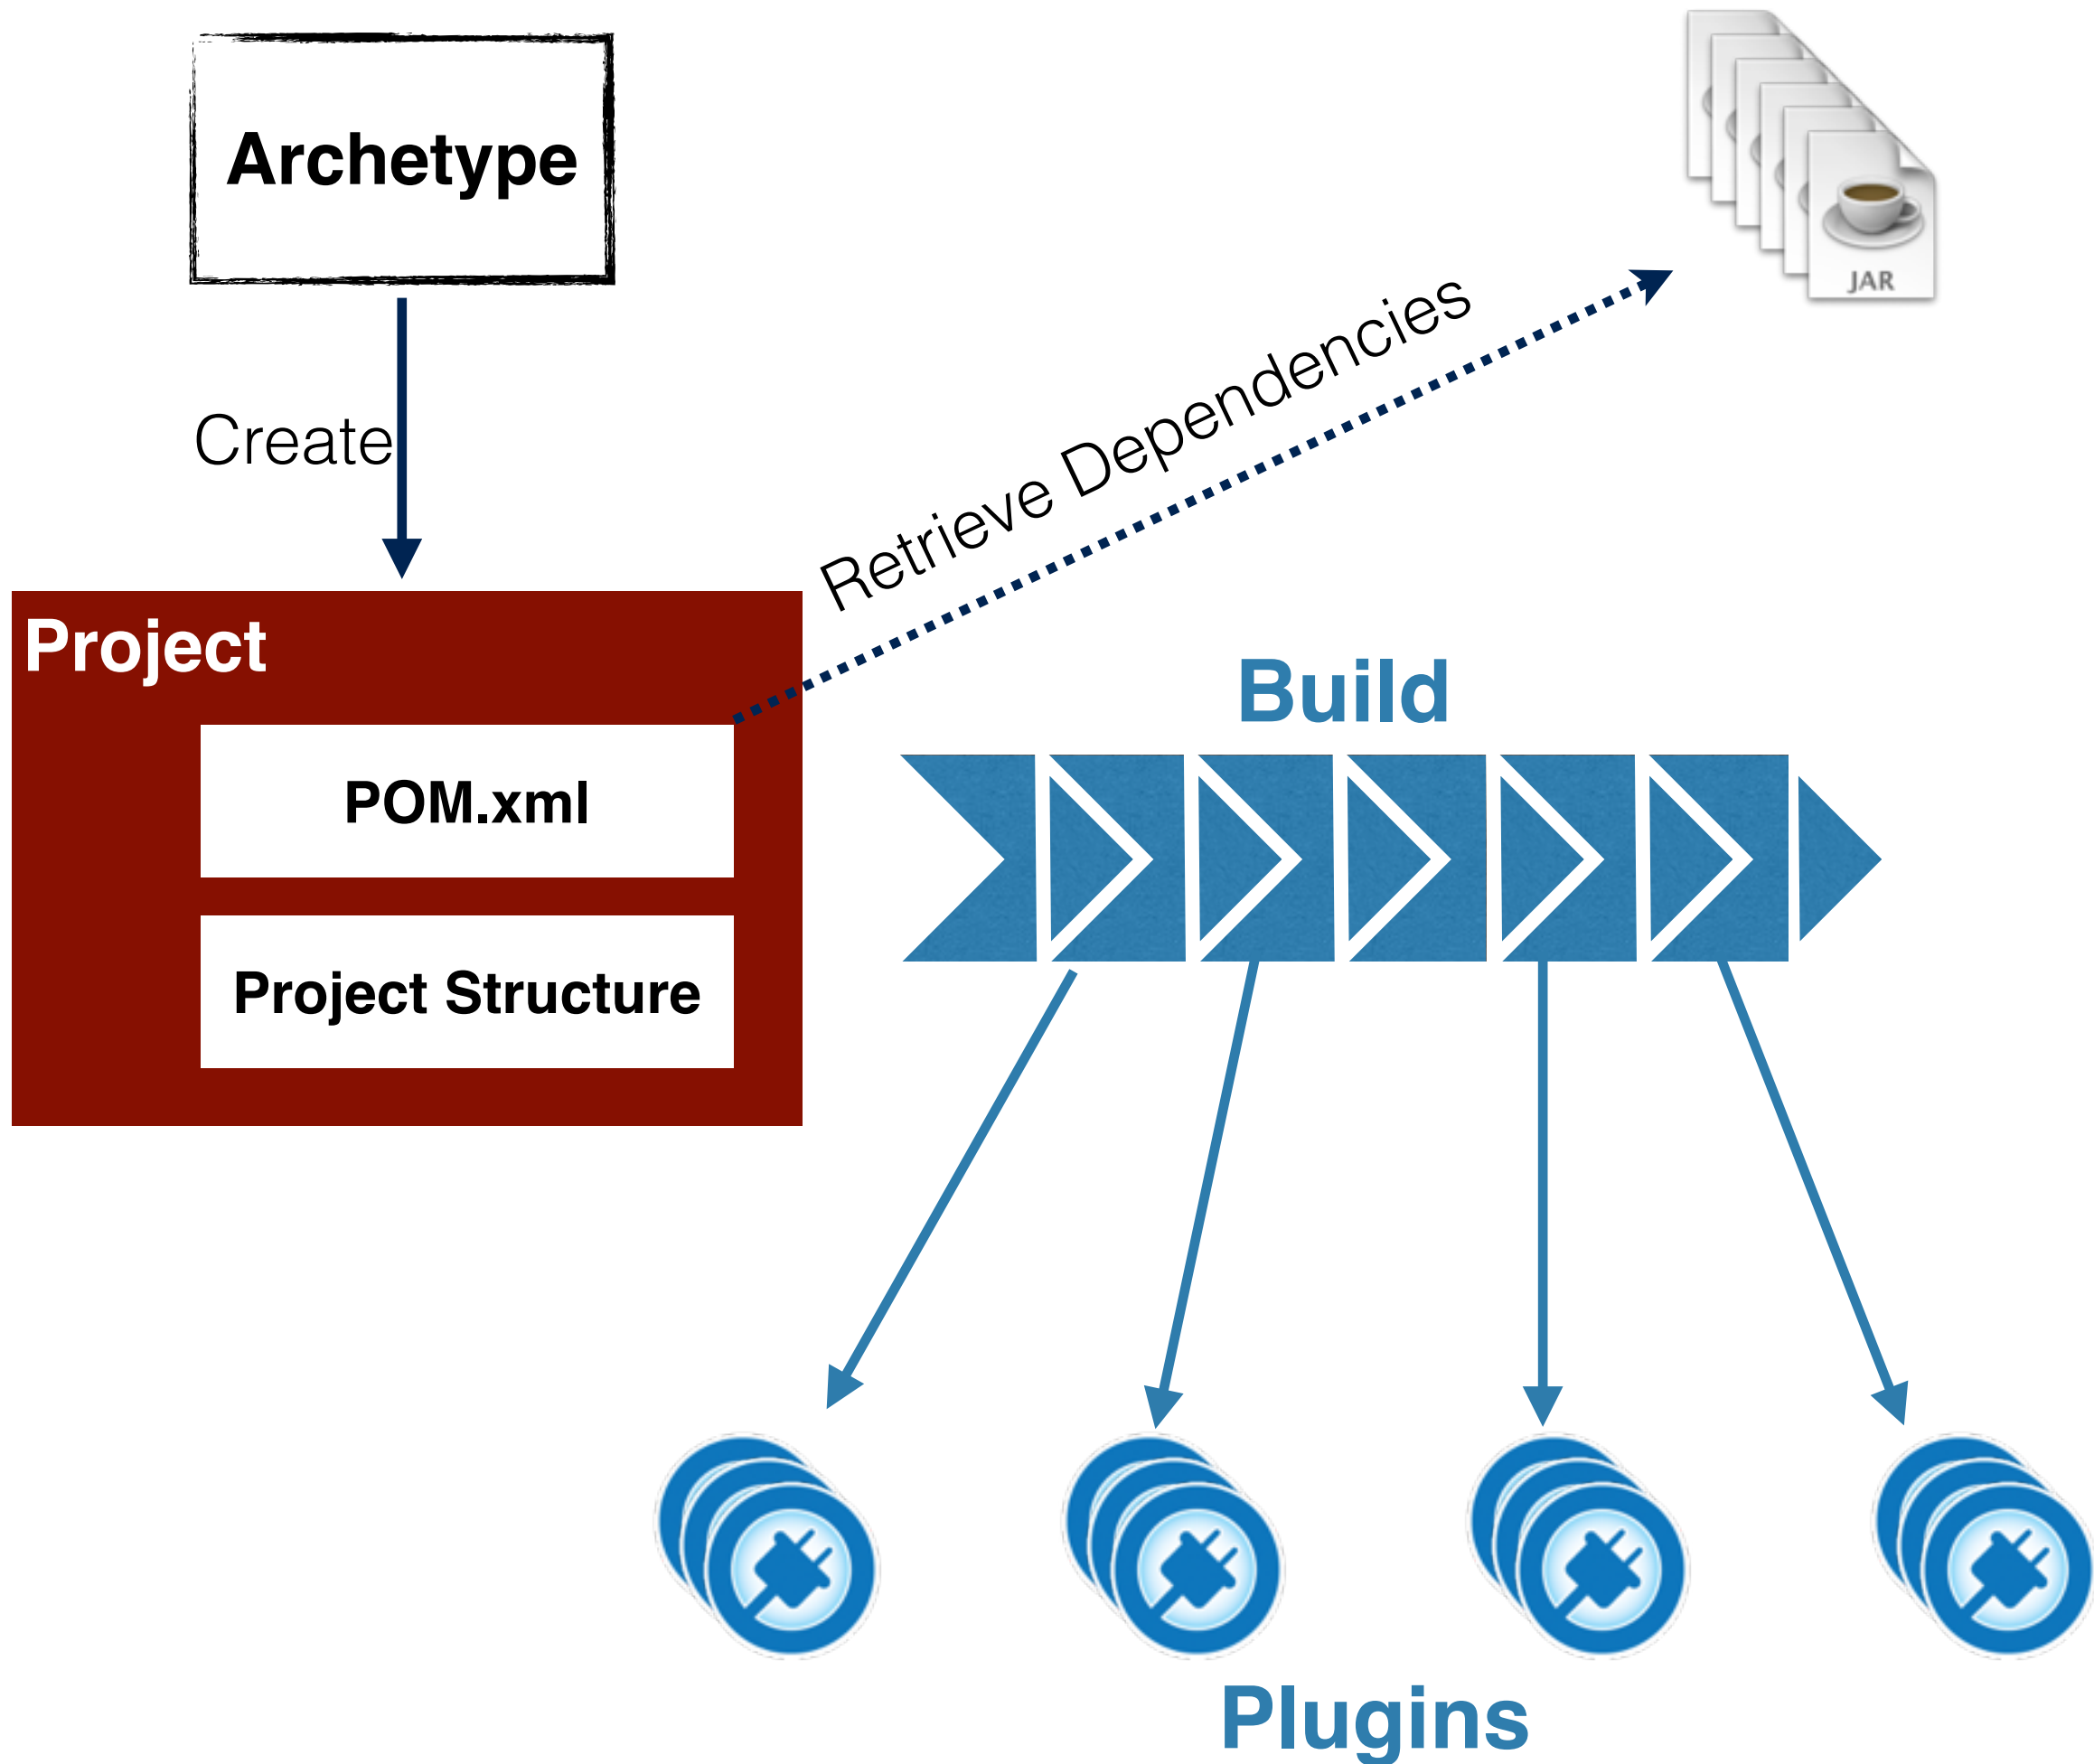 Archetype
JAR
Create
Retrieve Dependencies
Project
POM.xml
Project Structure
Build
Plugins